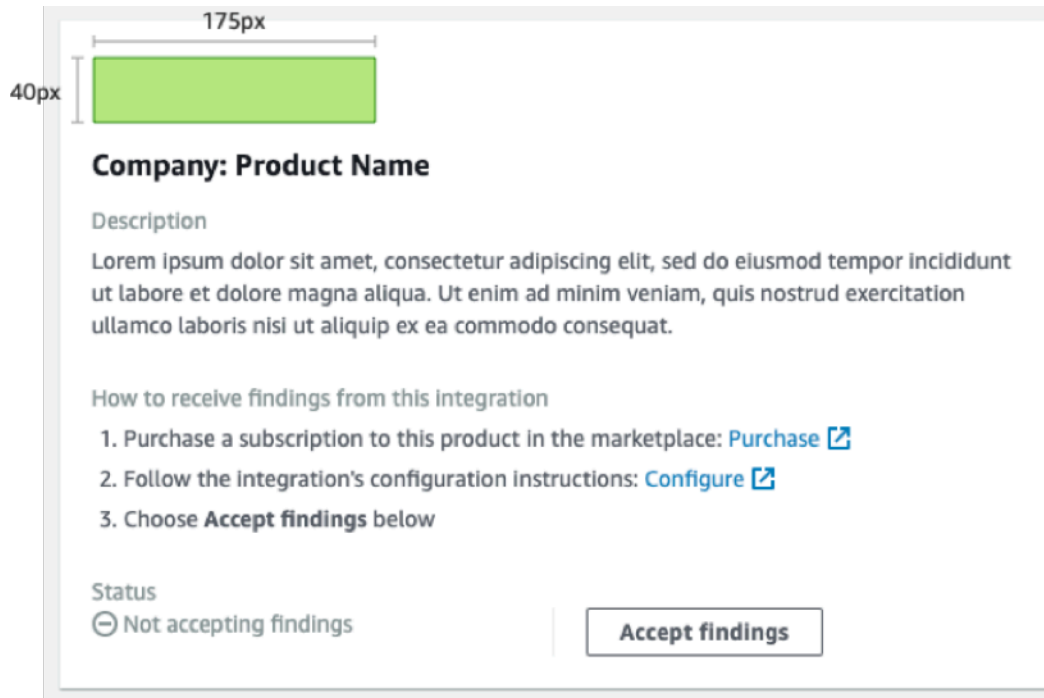 175px
40px
Company: Product Name
Description
Lorem ipsum dolor sit amet, consectetur adipiscing elit, sed do eiusmod tempor incididunt
ut labore et dolore magna aliqua. Ut enim ad minim veniam, quis nostrud exercitation
ullamco laboris nisi ut aliquip ex ea commodo consequat.
How to receive findings from this integration
1. Purchase a subscription to this product in the marketplace: Purchase
2. Follow the integration's configuration instructions: Configure
3. Choose Accept findings below
Status
Not accepting findings
Accept findings